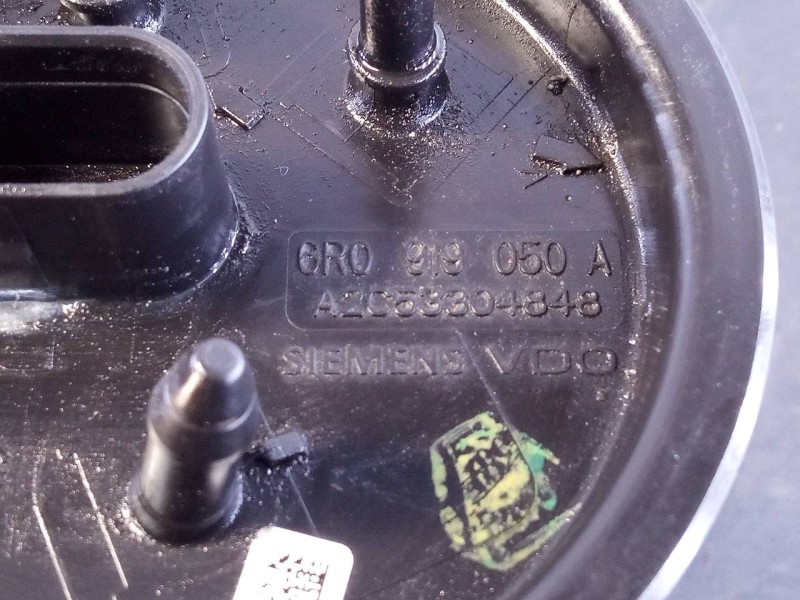 6R0 919 050 A
A2C53304848
SIEMENS VDO